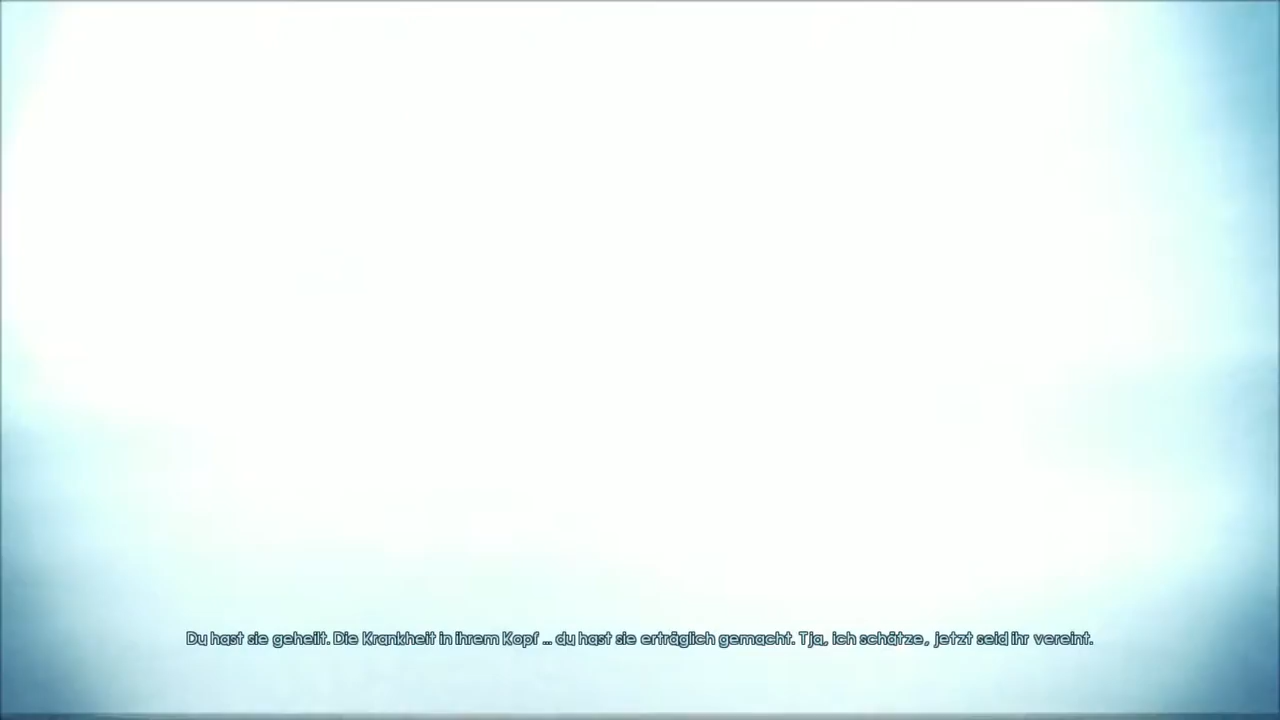 Du hast sie geheilt. Die Krankheit in ihrem Kopf ... du hast sie erträglich gemacht. Tja, ich schätze, jetzt seid ihr vereint.